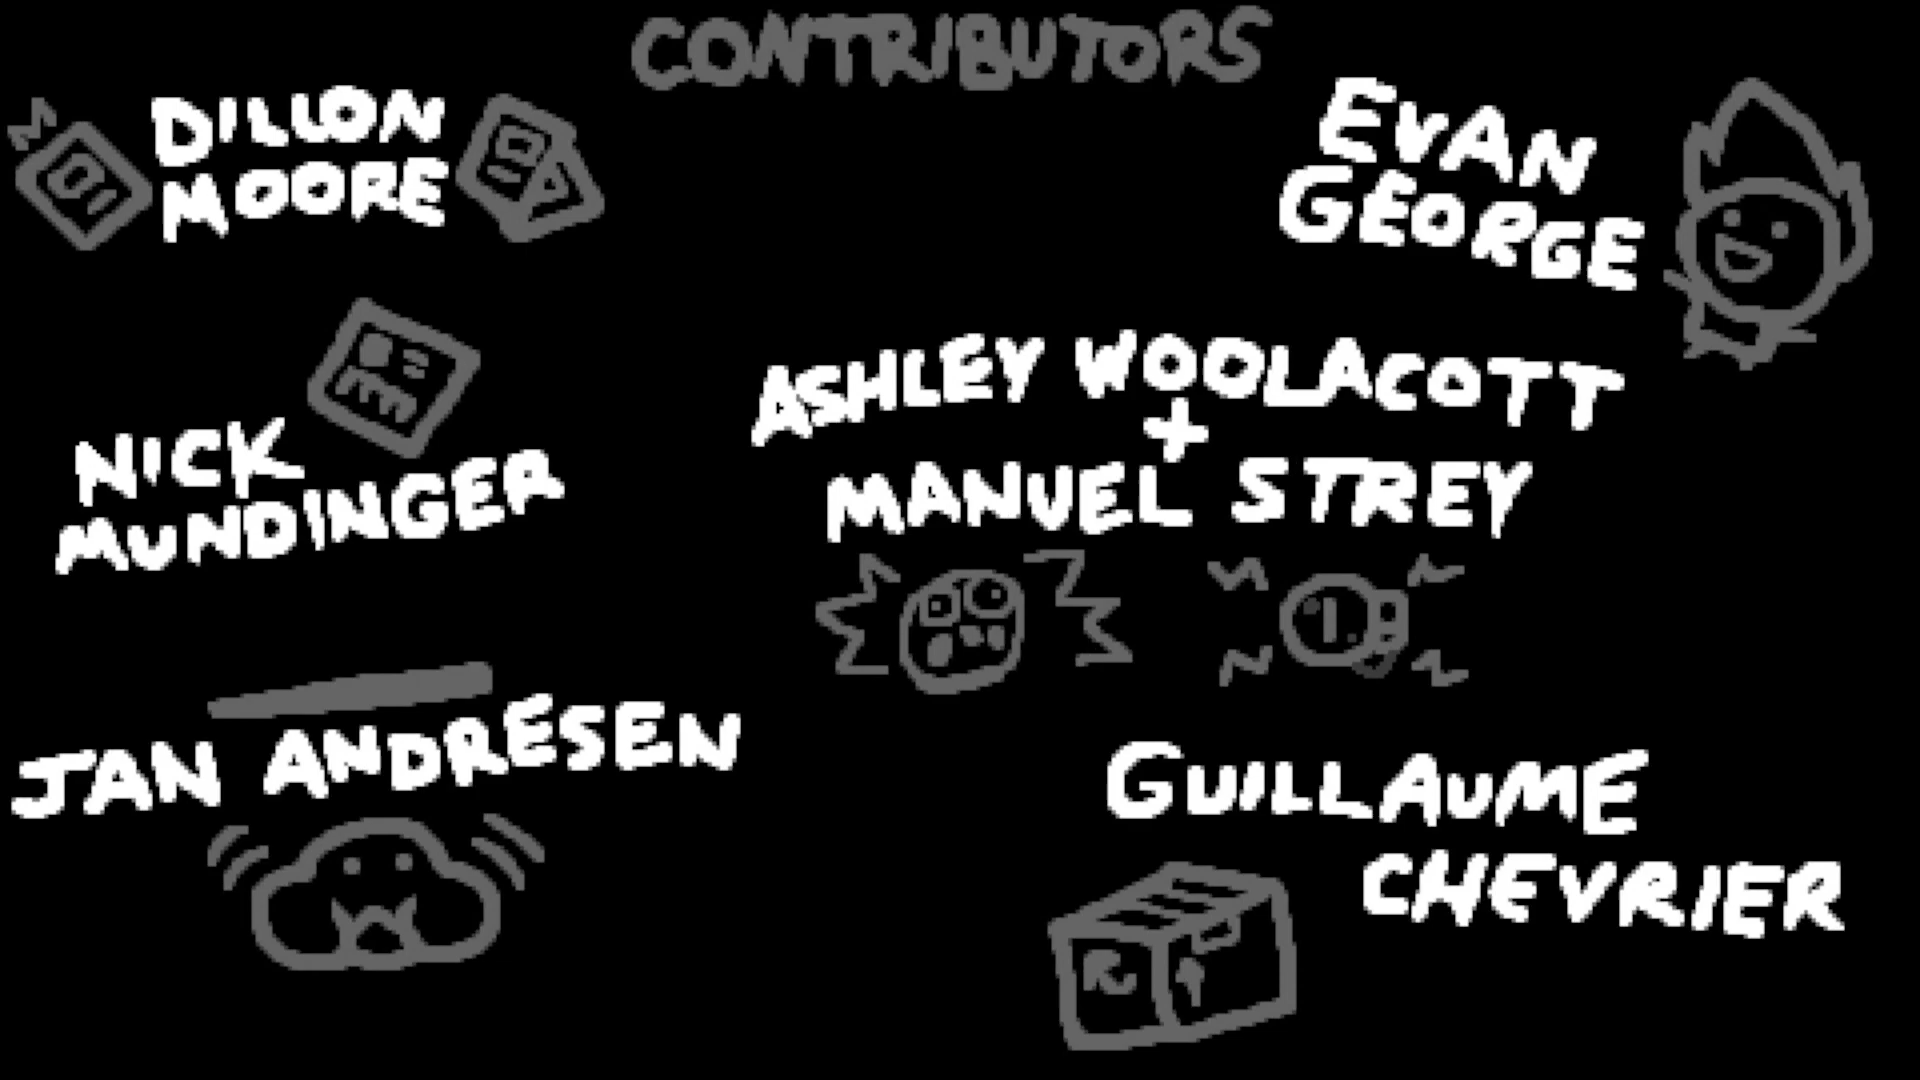 CONTRIBUTORS
DILLON
MOORE
EVAN
GEORGE
NICK
MUNDINGER
ASHLEY WOOLACOTT
+
MANUEL STREY
JAN ANDRESEN
GUILLAUME
CHEVRIER